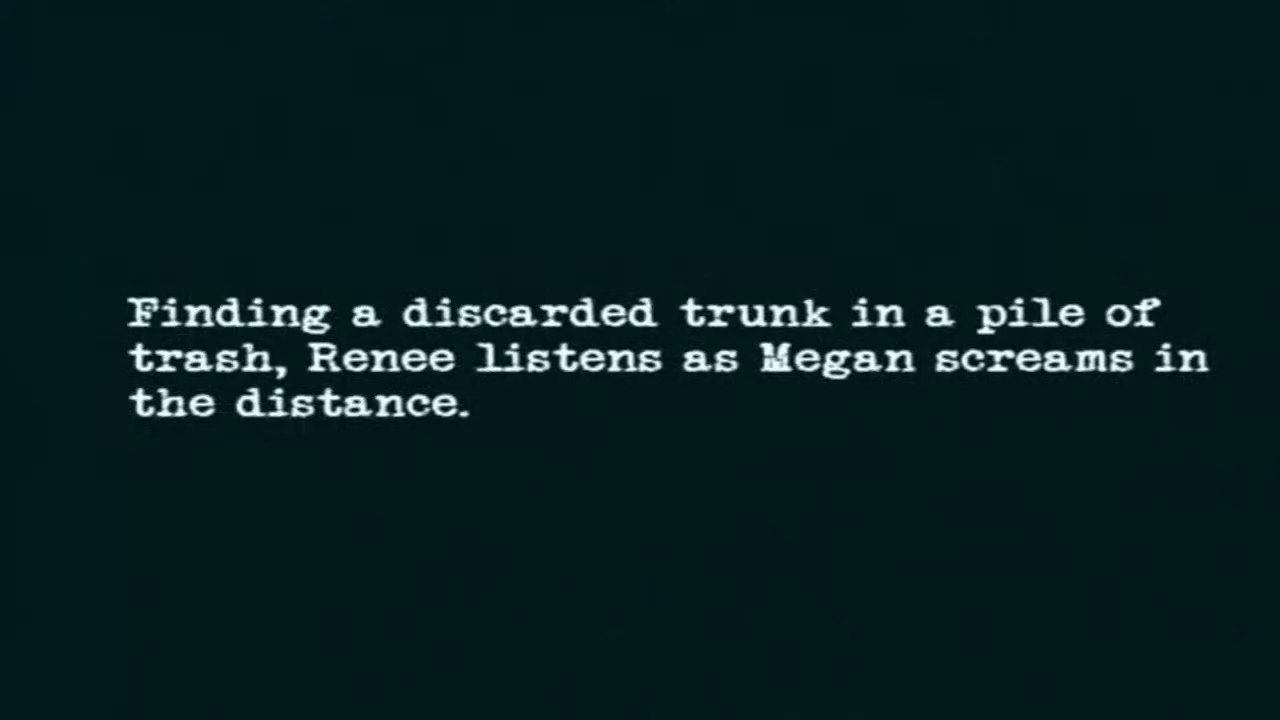 Finding a discarded trunk in a pile of
trash, Renee listens as Megan screams in
the distance.